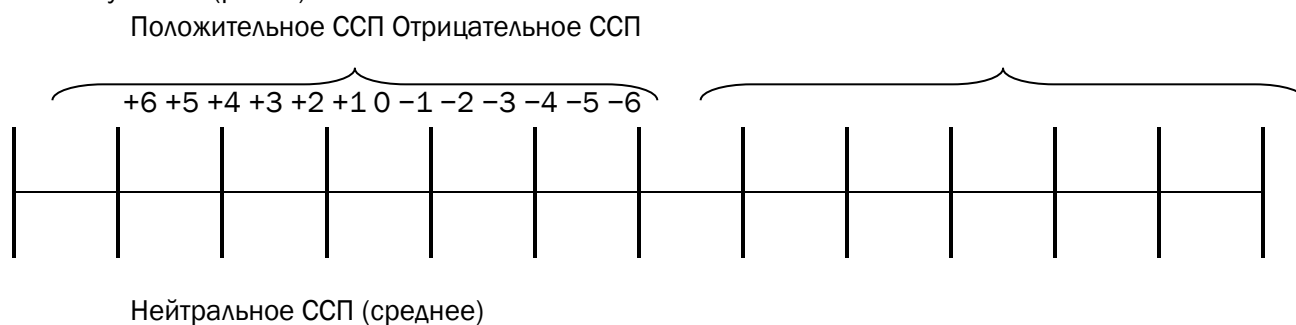 Положительное ССП Отрицательное ССП
+6 +5 +4 +3 +2 +1 0 −1 −2 −3 −4 −5 −6
Нейтральное ССП (среднее)